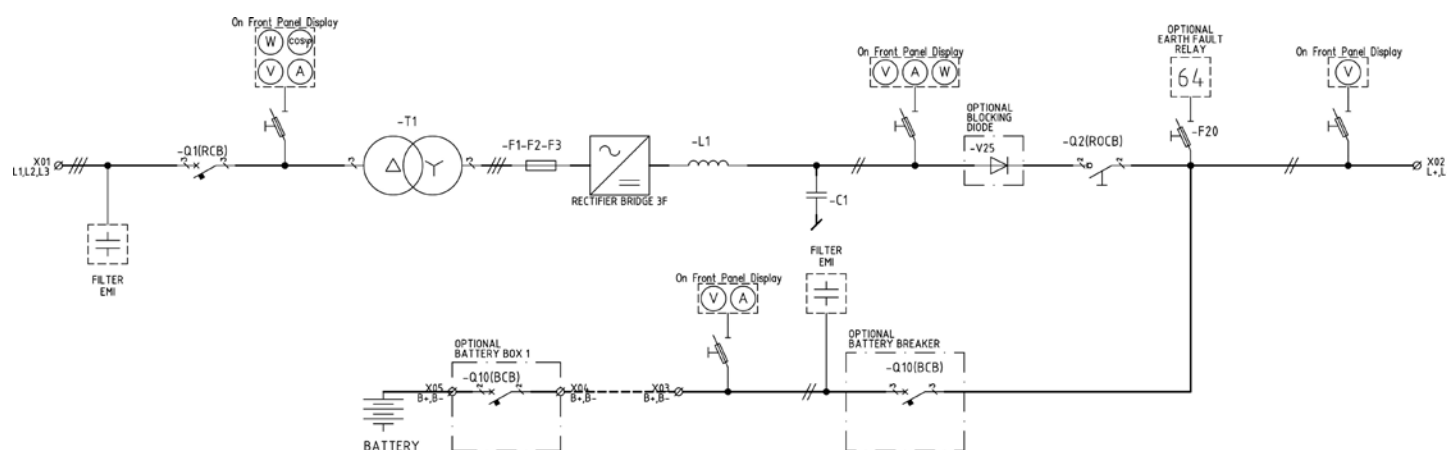 On Front Panel Display
W cosφ
V A
-T1
-Q1(RCB)
X01
L1,L2,L3
FILTER
EMI
-F1-F2-F3
RECTIFIER BRIDGE 3F
-L1
-C1
On Front Panel Display
V A W
OPTIONAL
BLOCKING
DIODE
-V25
-Q2(ROCB)
OPTIONAL
EARTH FAULT
RELAY
64
-F20
On Front Panel Display
V
X02
L+,L
On Front Panel Display
V A
FILTER
EMI
OPTIONAL
BATTERY BREAKER
-Q10(BCB)
OPTIONAL
BATTERY BOX 1
-Q10(BCB)
X05
B+,B-
X04
B+,B-
X03
B+,B-
BATTERY